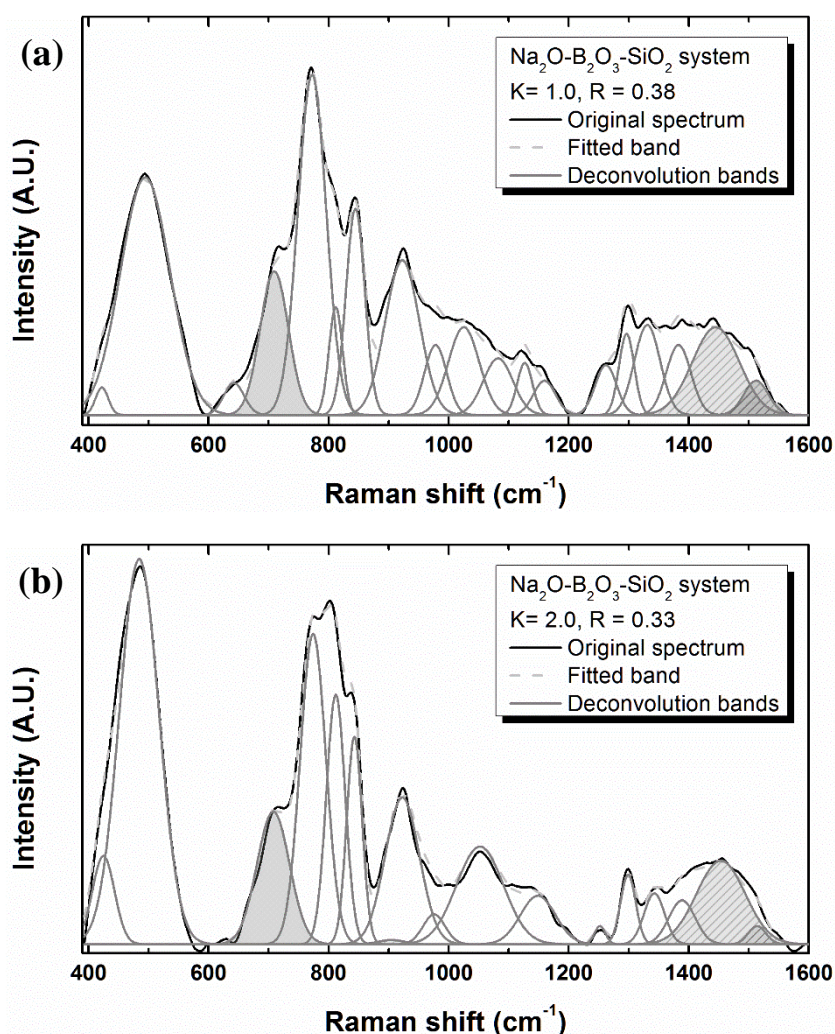 (a)
Na₂O-B₂O₃-SiO₂ system
K= 1.0, R = 0.38
Original spectrum
Fitted band
Deconvolution bands
Intensity (A.U.)
400 600 800 1000 1200 1400 1600
Raman shift (cm⁻¹)
(b)
Na₂O-B₂O₃-SiO₂ system
K= 2.0, R = 0.33
Original spectrum
Fitted band
Deconvolution bands
Intensity (A.U.)
400 600 800 1000 1200 1400 1600
Raman shift (cm⁻¹)